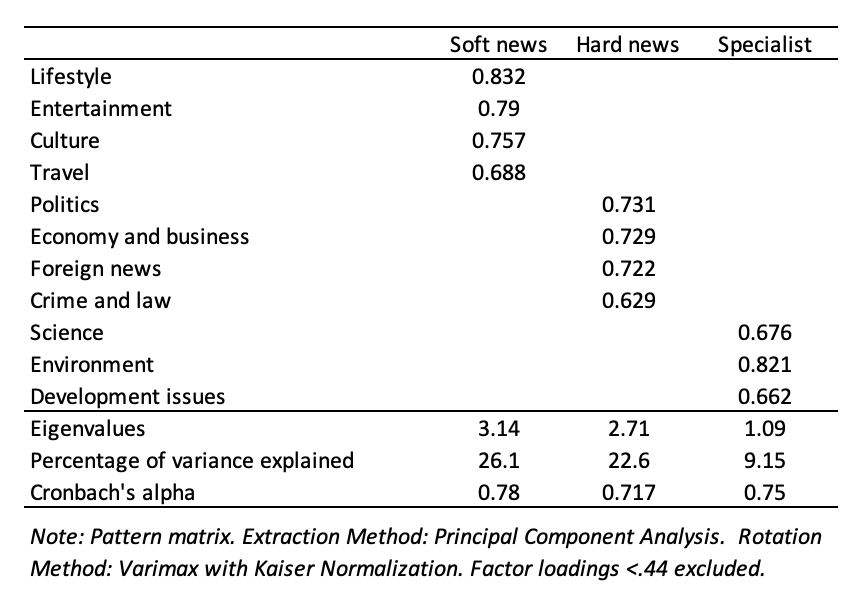 Soft news Hard news Specialist
Lifestyle 0.832
Entertainment 0.79
Culture 0.757
Travel 0.688
Politics 0.731
Economy and business 0.729
Foreign news 0.722
Crime and law 0.629
Science 0.676
Environment 0.821
Development issues 0.662
Eigenvalues 3.14 2.71 1.09
Percentage of variance explained 26.1 22.6 9.15
Cronbach's alpha 0.78 0.717 0.75
Note: Pattern matrix. Extraction Method: Principal Component Analysis. Rotation
Method: Varimax with Kaiser Normalization. Factor loadings <.44 excluded.